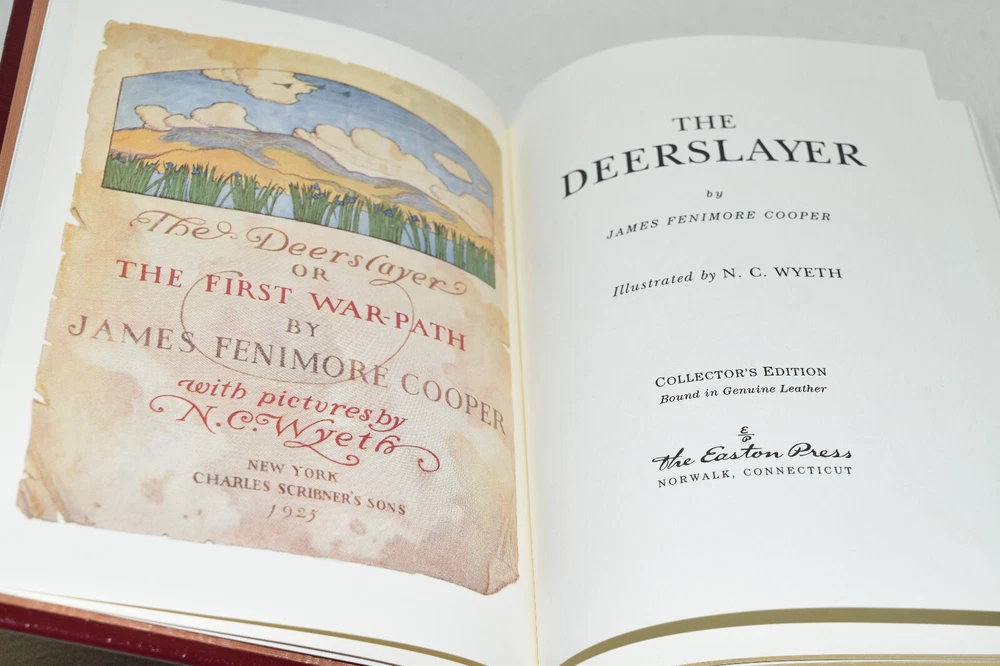 The Deerslayer
OR
THE FIRST WAR-PATH
BY
JAMES FENIMORE COOPER
with pictures by
N.C. Wyeth
NEW YORK
CHARLES SCRIBNER'S SONS
1925
THE
DEERSLAYER
by
JAMES FENIMORE COOPER
Illustrated by N. C. WYETH
COLLECTOR'S EDITION
Bound in Genuine Leather
E
P
the Easton Press
NORWALK, CONNECTICUT